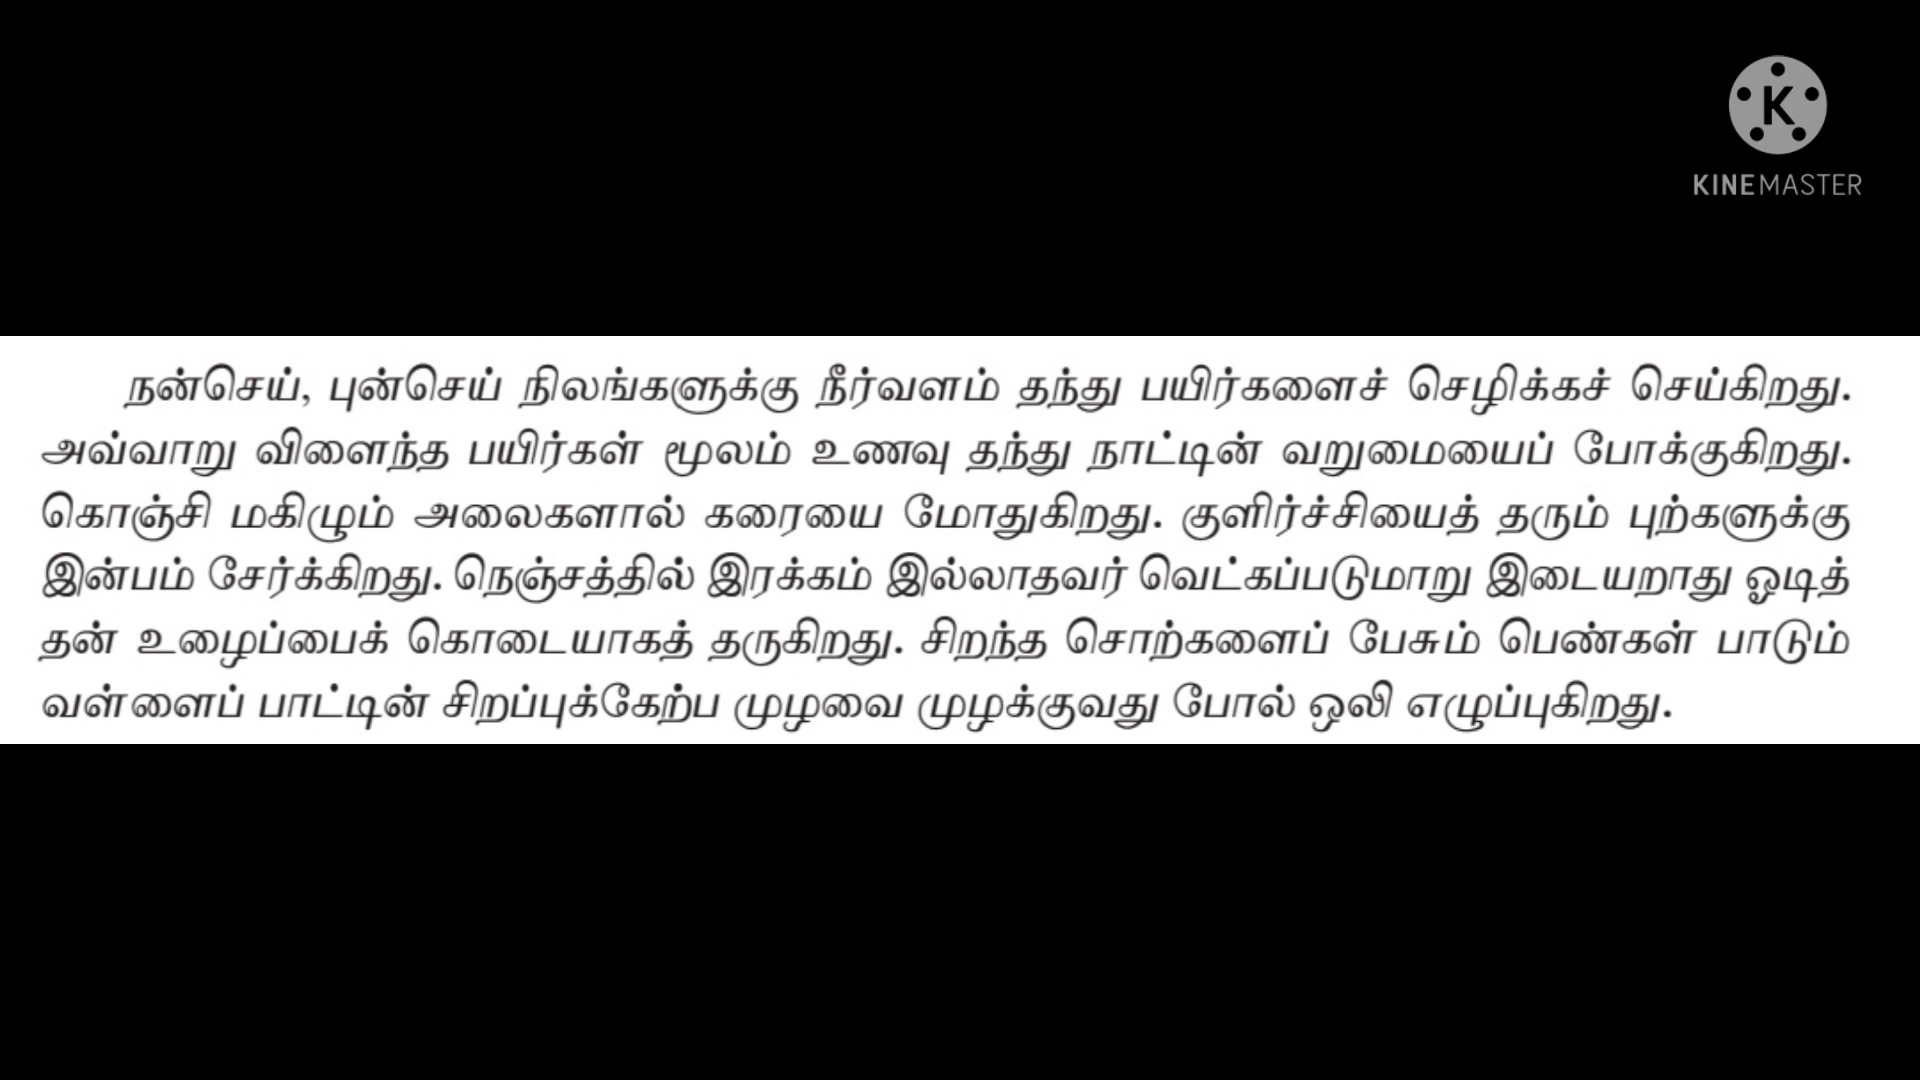 KINEMASTER
நன்செய், புன்செய் நிலங்களுக்கு நீர்வளம் தந்து பயிர்களைச் செழிக்கச் செய்கிறது.
அவ்வாறு விளைந்த பயிர்கள் மூலம் உணவு தந்து நாட்டின் வறுமையைப் போக்குகிறது.
கொஞ்சி மகிழும் அலைகளால் கரையை மோதுகிறது. குளிர்ச்சியைத் தரும் புற்களுக்கு
இன்பம் சேர்க்கிறது. நெஞ்சத்தில் இரக்கம் இல்லாதவர் வெட்கப்படுமாறு இடையறாது ஓடித்
தன் உழைப்பைக் கொடையாகத் தருகிறது. சிறந்த சொற்களைப் பேசும் பெண்கள் பாடும்
வள்ளைப் பாட்டின் சிறப்புக்கேற்ப முழவை முழக்குவது போல் ஒலி எழுப்புகிறது.